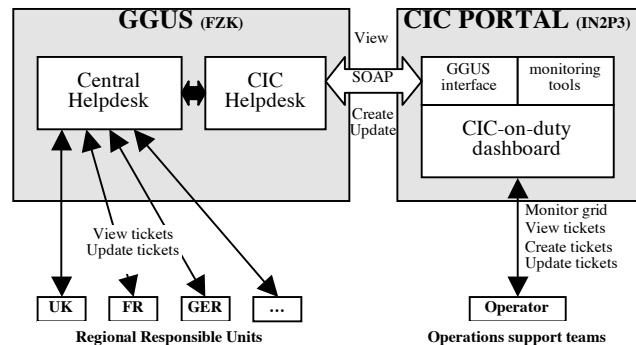 GGUS (FZK)
Central
Helpdesk
CIC
Helpdesk
View
SOAP
Create
Update
CIC PORTAL (IN2P3)
GGUS
interface
monitoring
tools
CIC-on-duty
dashboard
View tickets
Update tickets
Monitor grid
View tickets
Create tickets
Update tickets
UK
FR
GER
...
Regional Responsible Units
Operator
Operations support teams